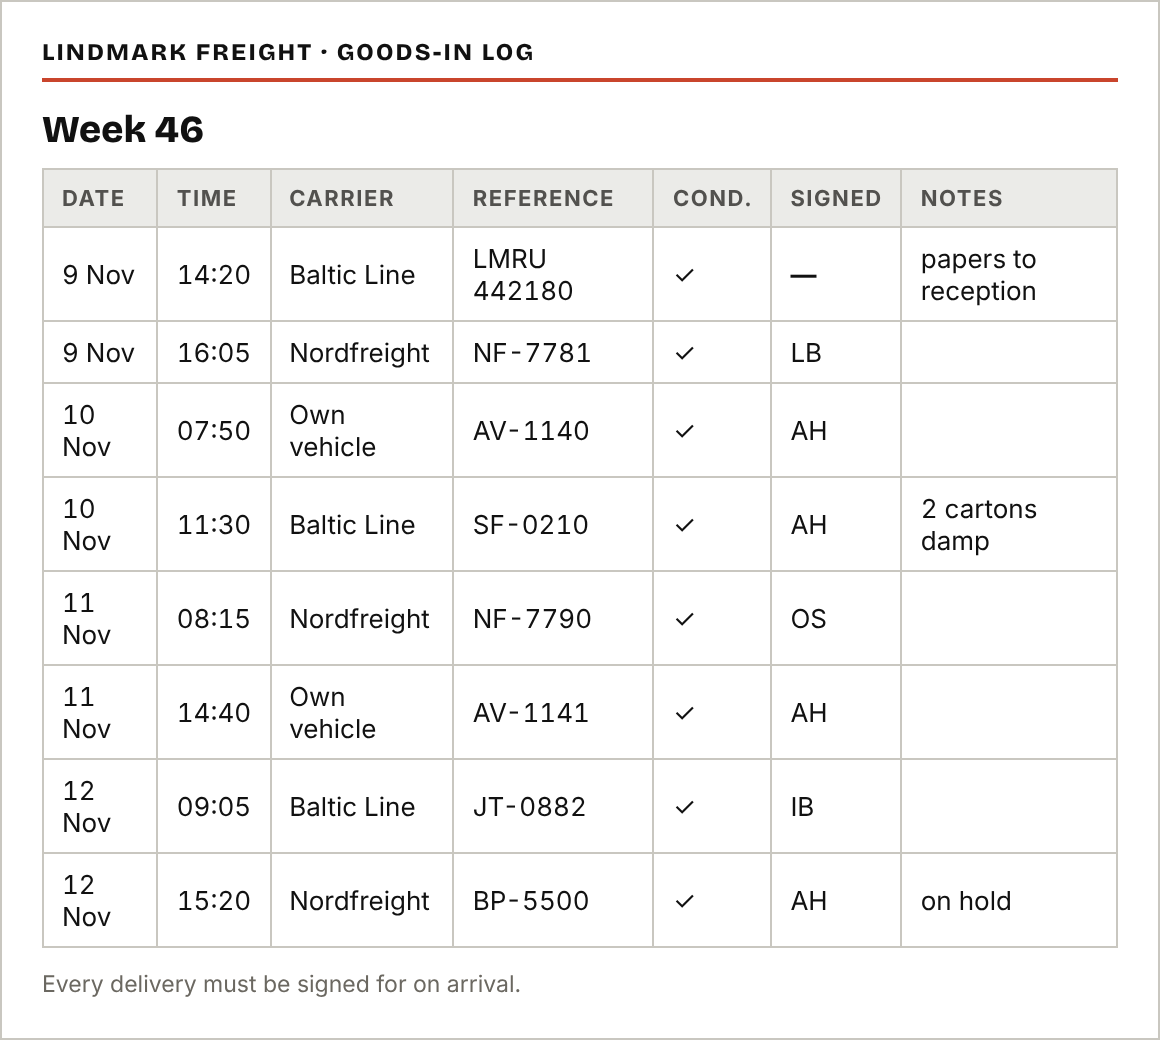 LINDMARK FREIGHT · GOODS-IN LOG
Week 46
DATE TIME CARRIER REFERENCE COND. SIGNED NOTES
9 Nov 14:20 Baltic Line LMRU 442180 ✓ — papers to reception
9 Nov 16:05 Nordfreight NF-7781 ✓ LB
10 Nov 07:50 Own vehicle AV-1140 ✓ AH
10 Nov 11:30 Baltic Line SF-0210 ✓ AH 2 cartons damp
11 Nov 08:15 Nordfreight NF-7790 ✓ OS
11 Nov 14:40 Own vehicle AV-1141 ✓ AH
12 Nov 09:05 Baltic Line JT-0882 ✓ IB
12 Nov 15:20 Nordfreight BP-5500 ✓ AH on hold
Every delivery must be signed for on arrival.